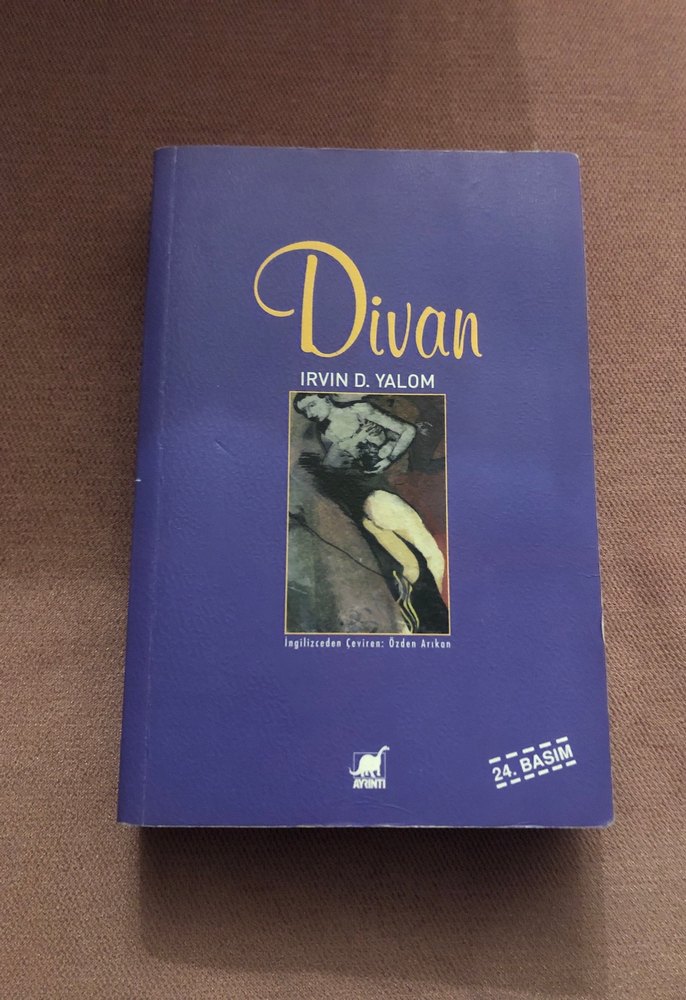 Divan
IRVIN D. YALOM
İngilizceden Çeviren: Özden Arıkan
AYRINTI
24. BASIM